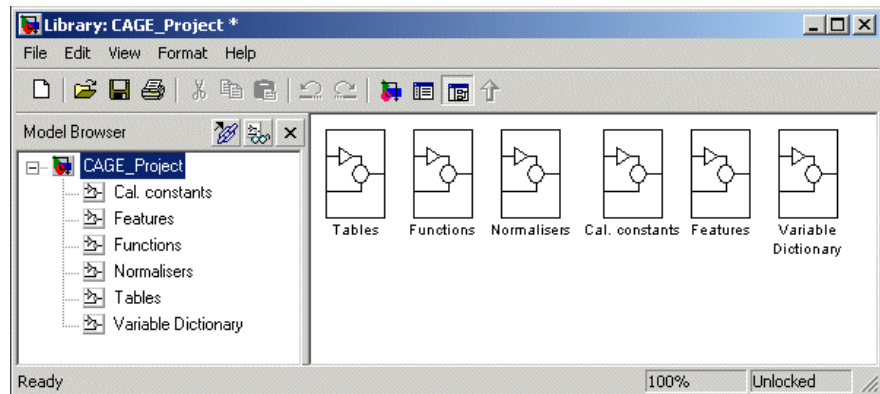 Library: CAGE_Project *
File Edit View Format Help
Model Browser
CAGE_Project
Cal. constants
Features
Functions
Normalisers
Tables
Variable Dictionary
Tables Functions Normalisers Cal. constants Features Variable
Dictionary
Ready 100% Unlocked